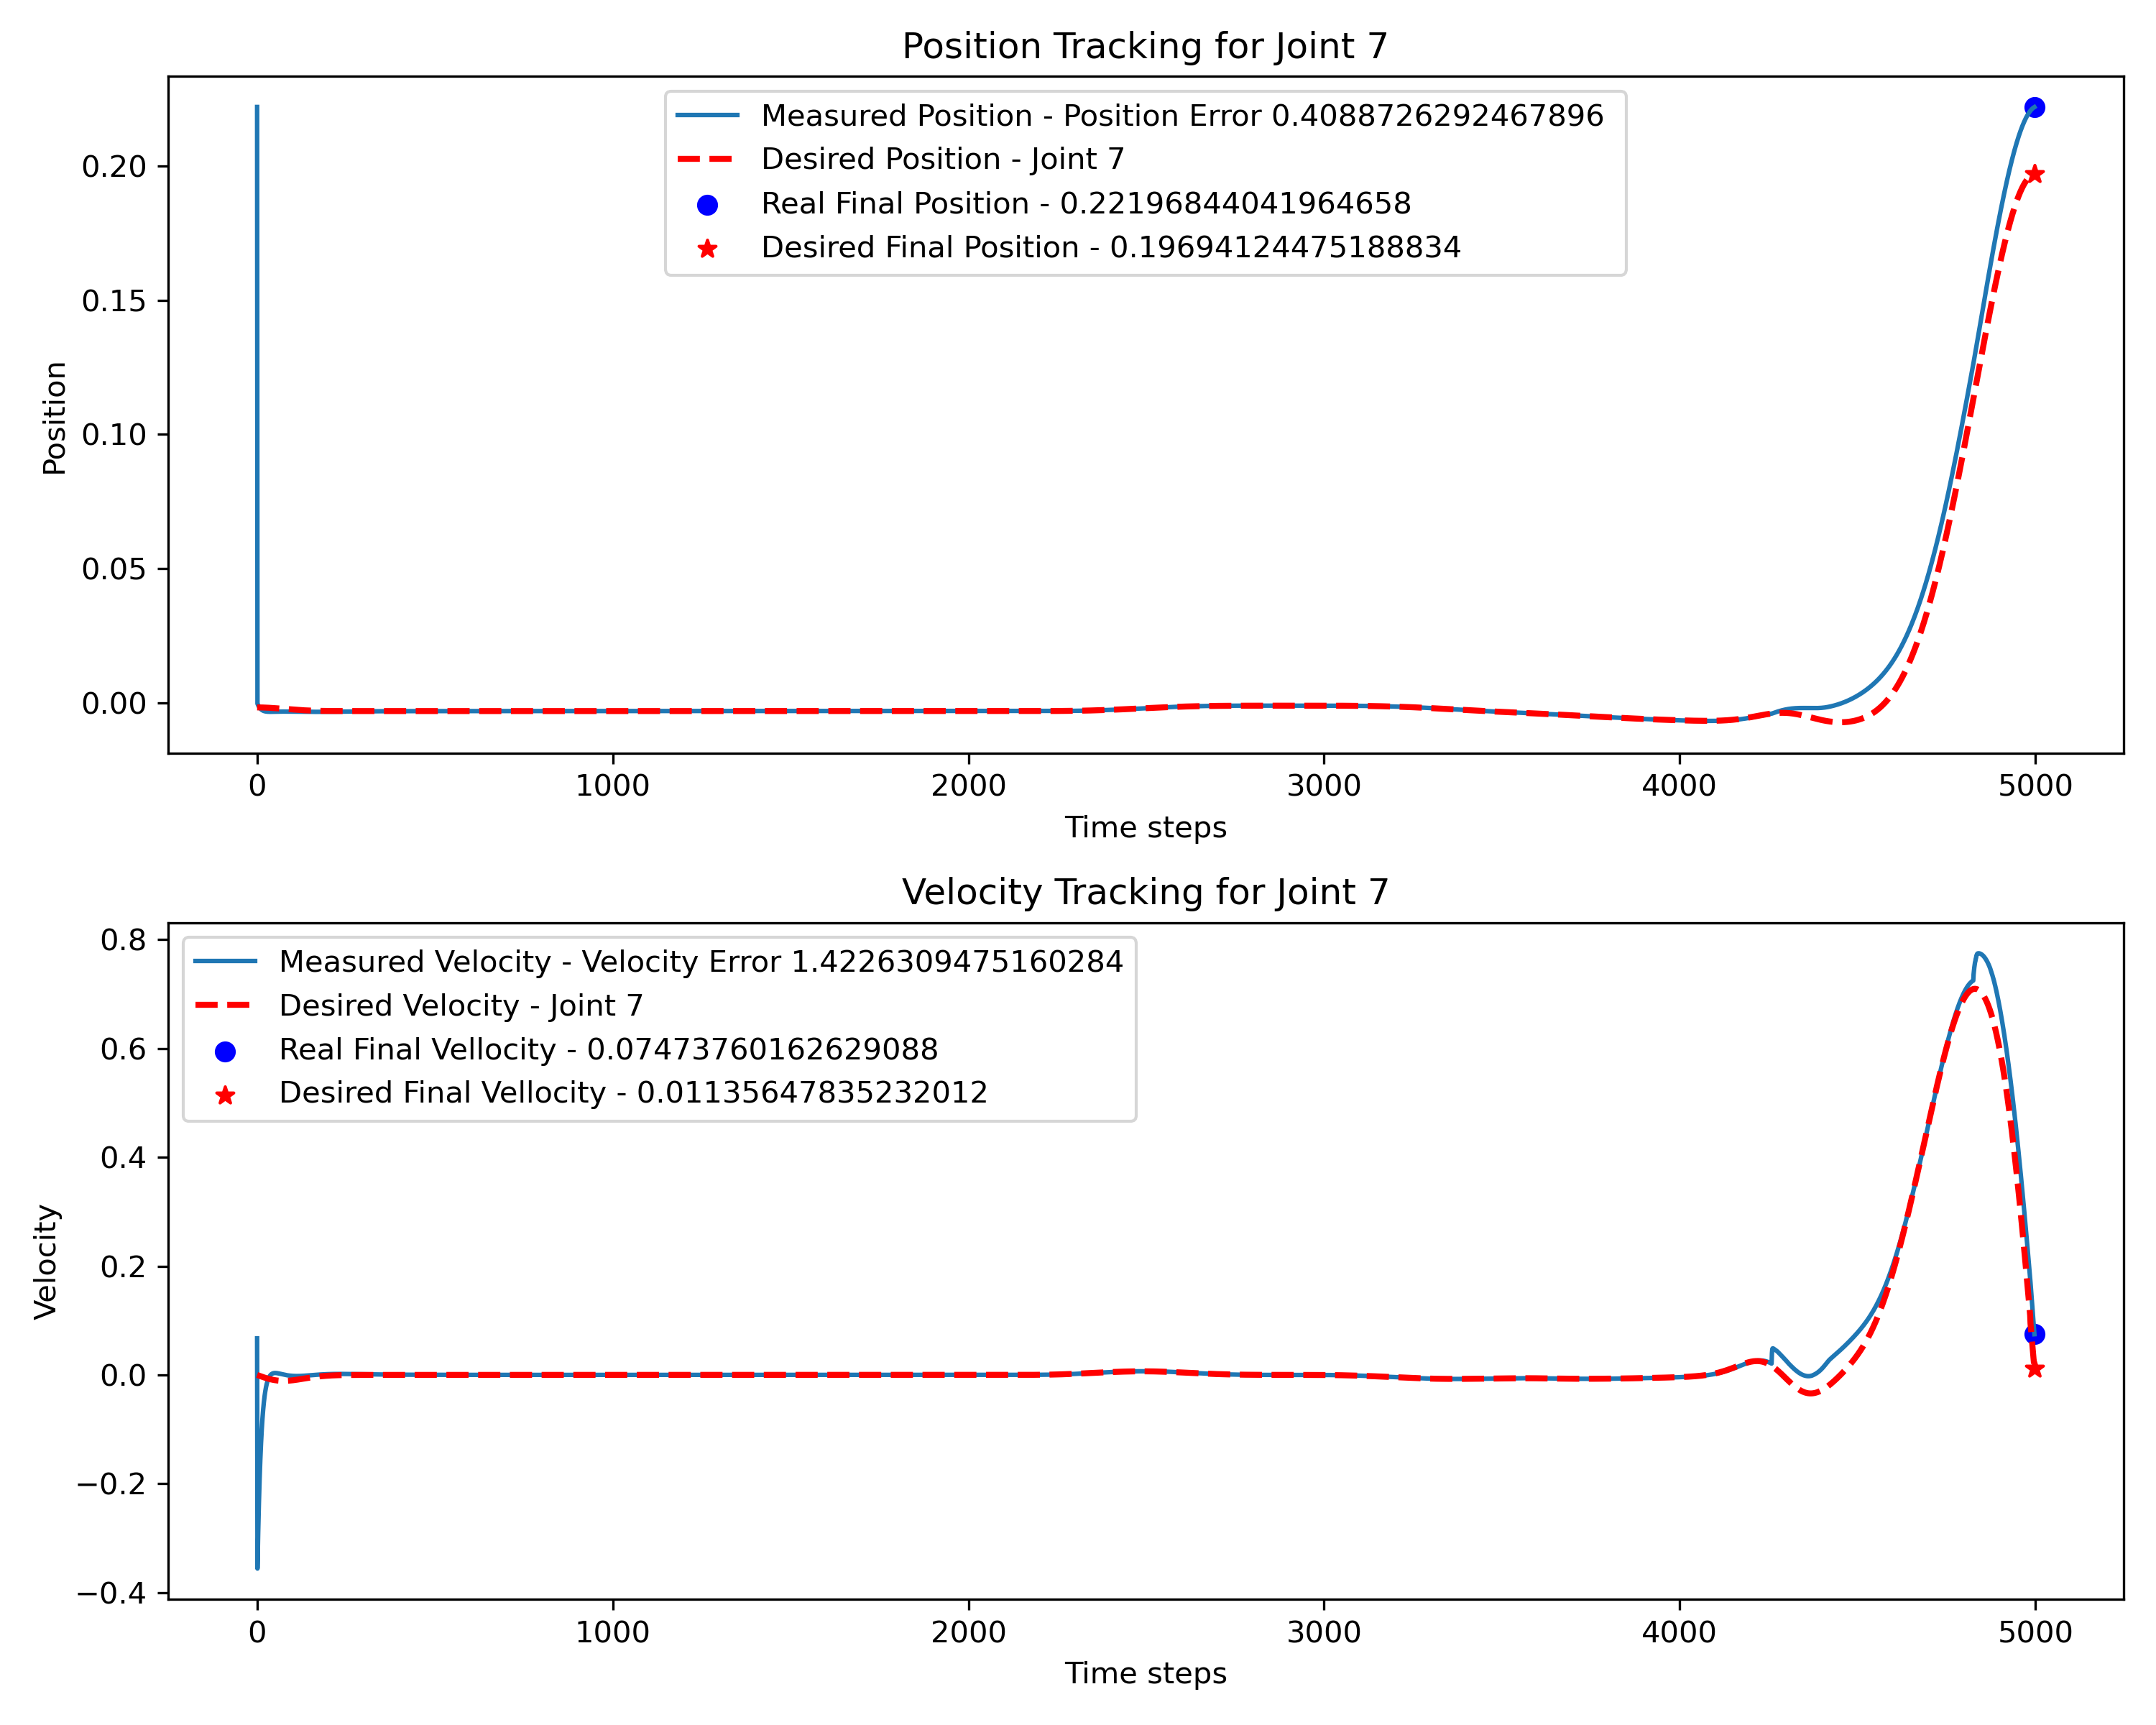 Position Tracking for Joint 7
Measured Position - Position Error 0.4088726292467896
Desired Position - Joint 7
Real Final Position - 0.22196844041964658
Desired Final Position - 0.19694124475188834
Position
0.20
0.15
0.10
0.05
0.00
0 1000 2000 3000 4000 5000
Time steps
Velocity Tracking for Joint 7
Measured Velocity - Velocity Error 1.4226309475160284
Desired Velocity - Joint 7
Real Final Vellocity - 0.07473760162629088
Desired Final Vellocity - 0.01135647835232012
Velocity
0.8
0.6
0.4
0.2
0.0
−0.2
−0.4
0 1000 2000 3000 4000 5000
Time steps